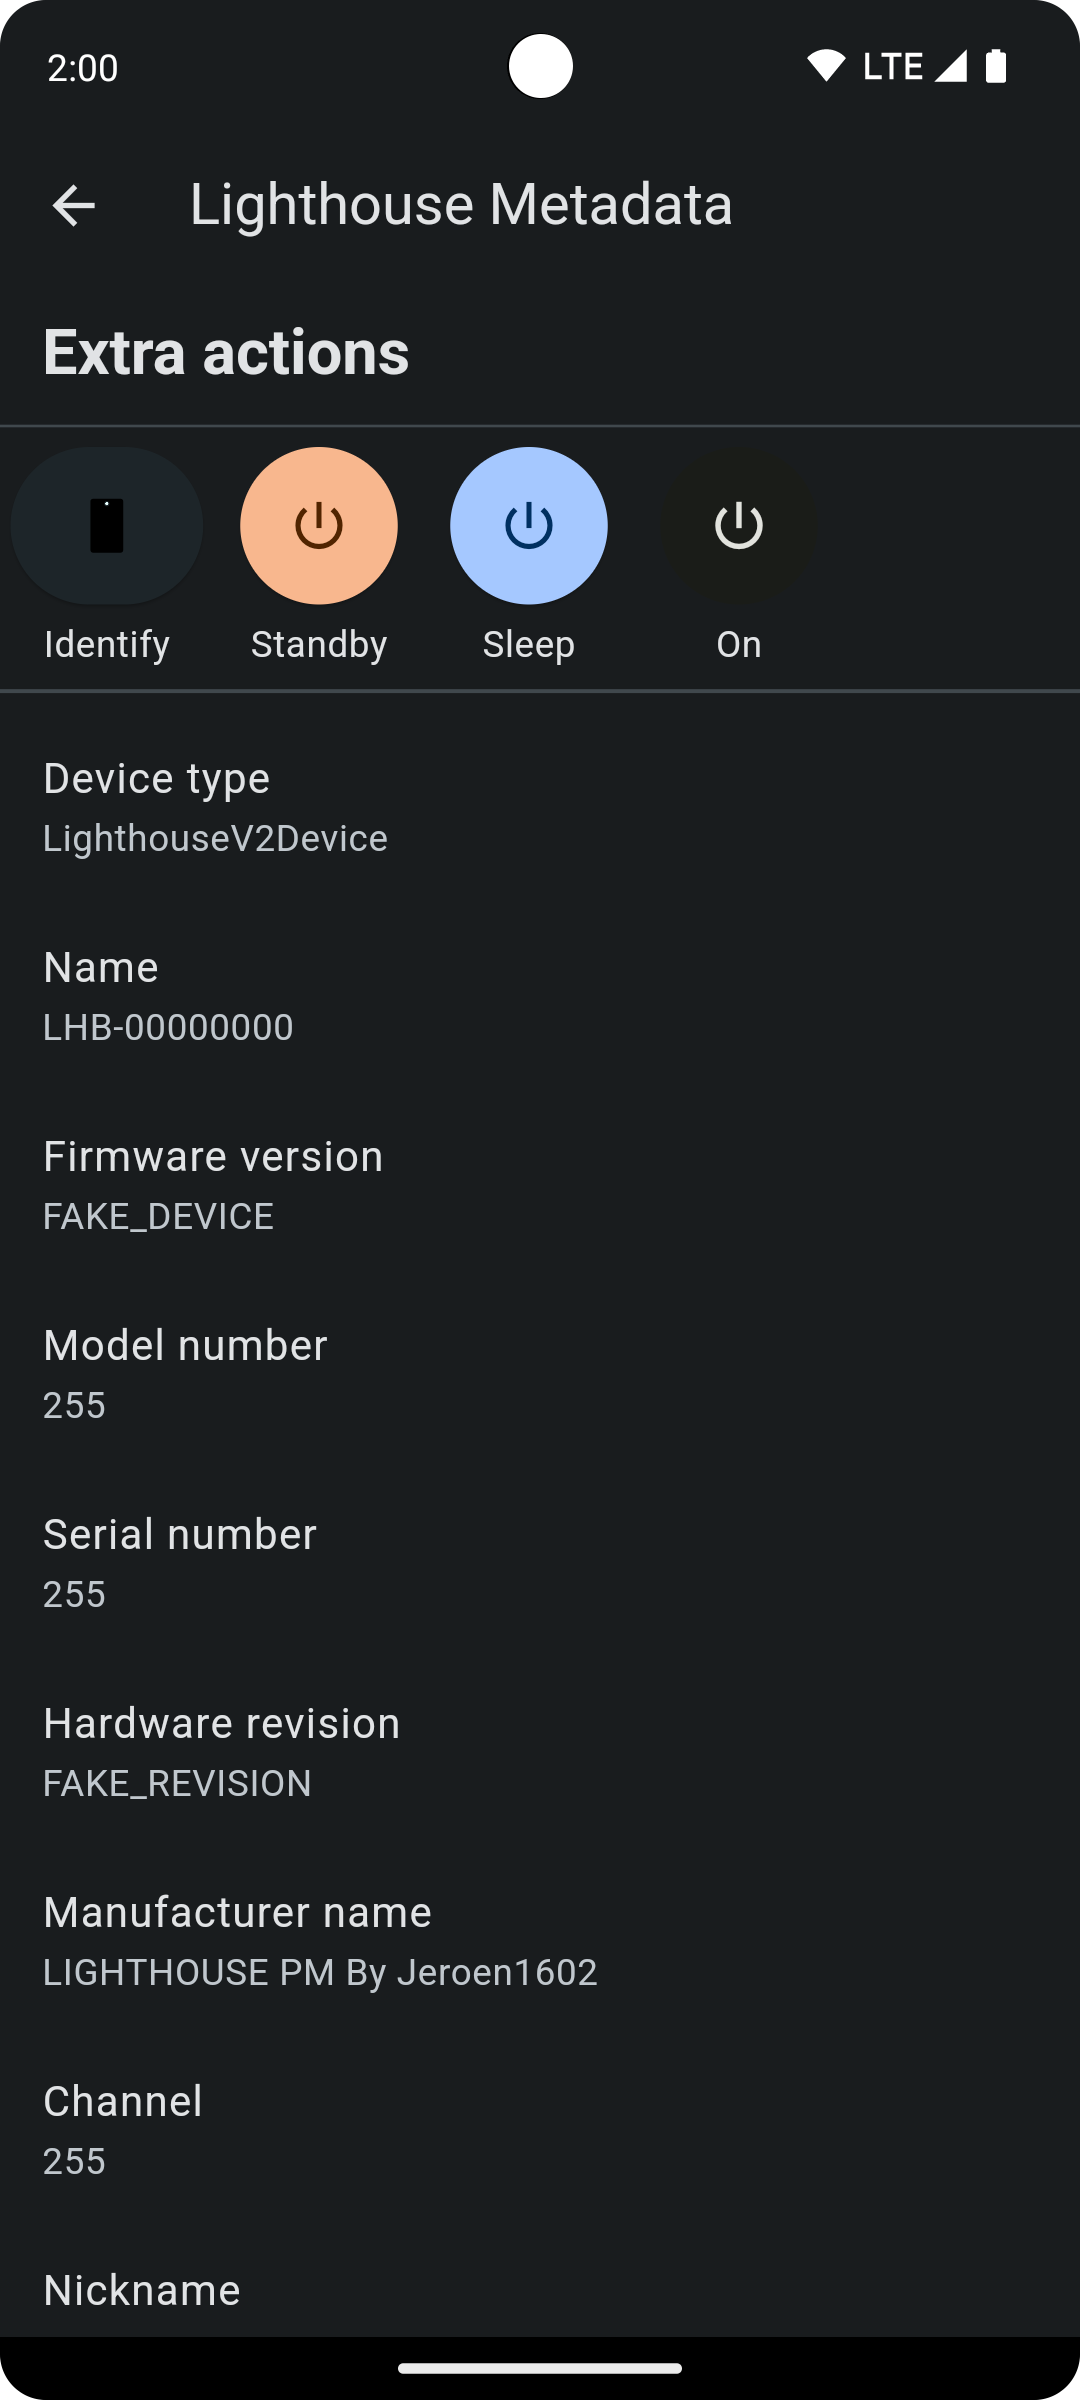 2:00
LTE
Lighthouse Metadata
Extra actions
Identify
Standby
Sleep
On
Device type
LighthouseV2Device
Name
LHB-00000000
Firmware version
FAKE_DEVICE
Model number
255
Serial number
255
Hardware revision
FAKE_REVISION
Manufacturer name
LIGHTHOUSE PM By Jeroen1602
Channel
255
Nickname